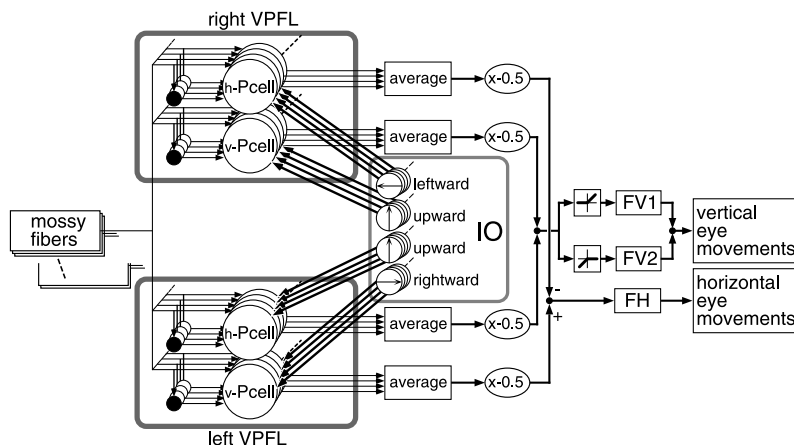 right VPFL
h-Pcell
average
x-0.5
v-Pcell
average
x-0.5
leftward
upward
IO
upward
rightward
mossy
fibers
FV1
FV2
vertical
eye
movements
-
+
FH
horizontal
eye
movements
h-Pcell
average
x-0.5
v-Pcell
average
x-0.5
left VPFL